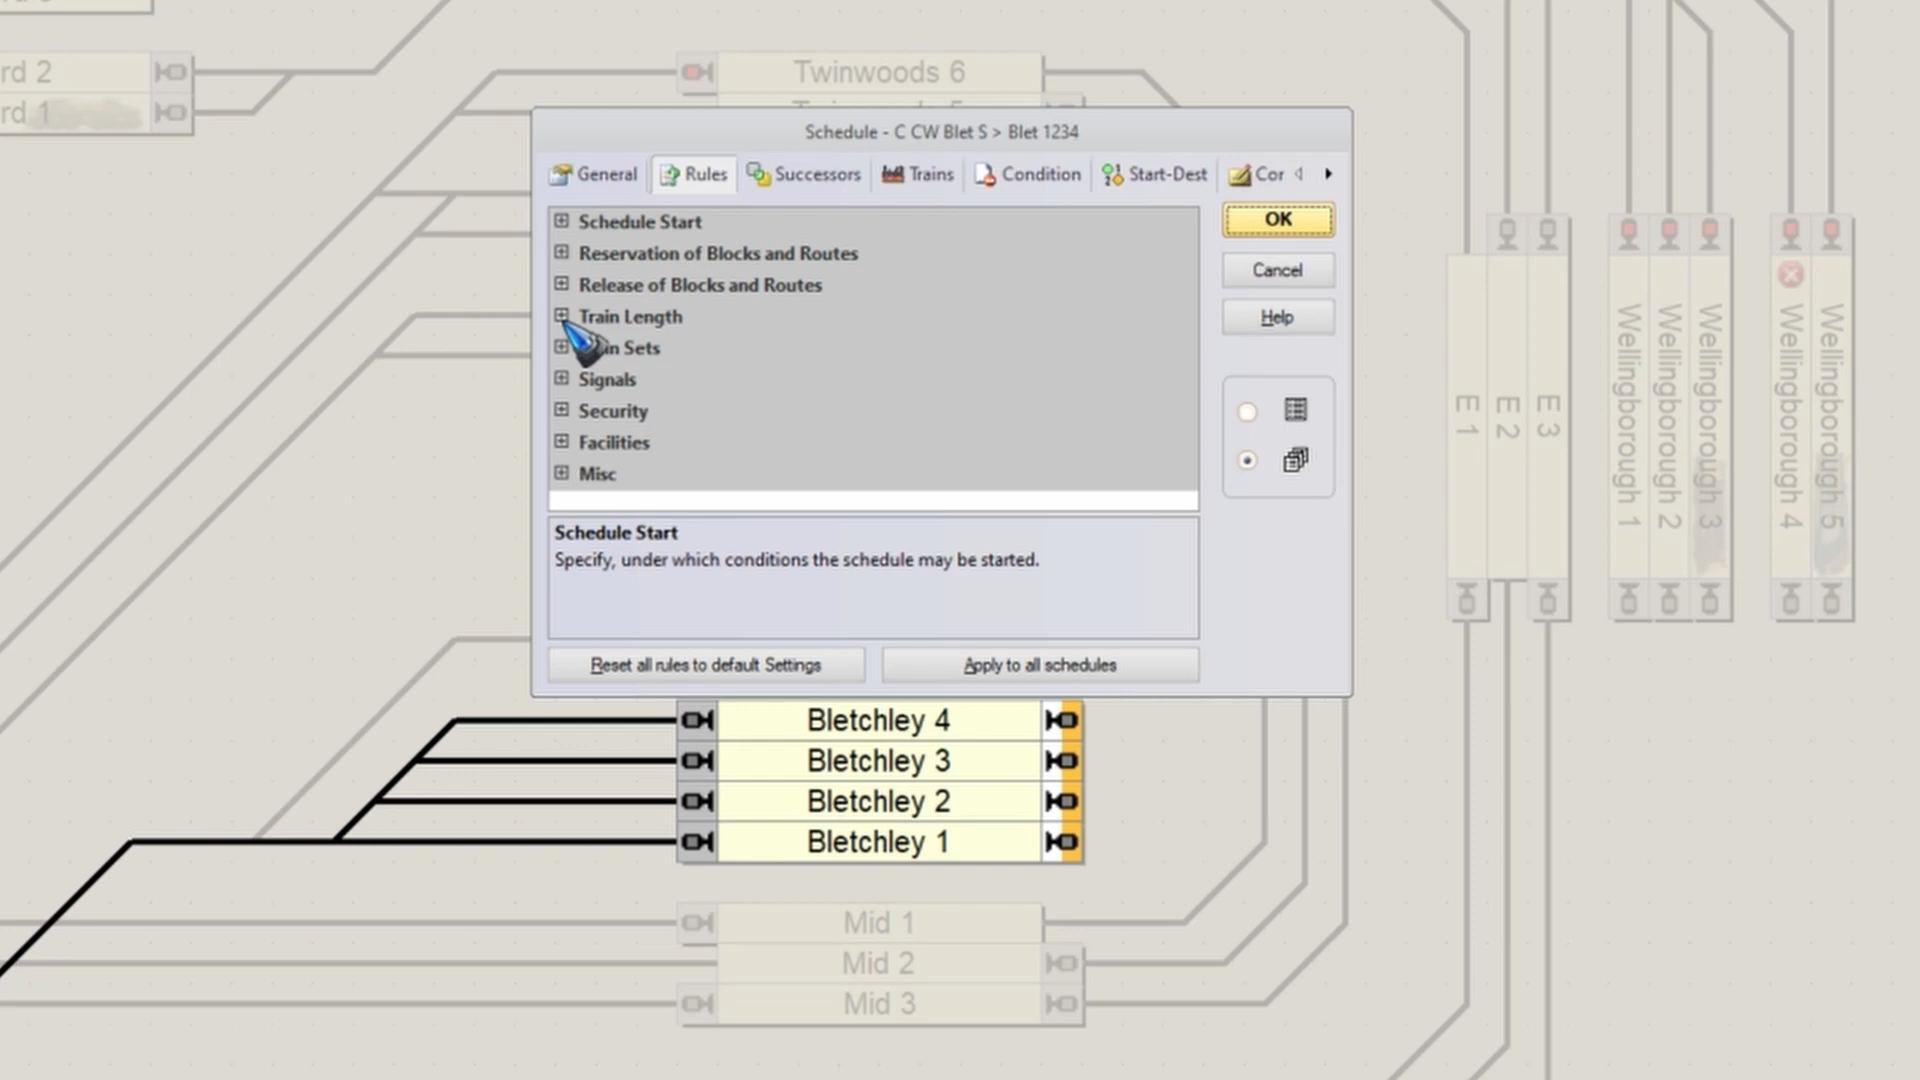 rd 2
rd 1
Twinwoods 6
Schedule - C CW Blet S > Blet 1234
General
Rules
Successors
Trains
Condition
Start-Dest
Cor
Schedule Start
Reservation of Blocks and Routes
Release of Blocks and Routes
Train Length
in Sets
Signals
Security
Facilities
Misc
OK
Cancel
Help
Schedule Start
Specify, under which conditions the schedule may be started.
Reset all rules to default Settings
Apply to all schedules
E 1
E 2
E 3
Wellingborough 1
Wellingborough 2
Wellingborough 3
Wellingborough 4
Wellingborough 5
Bletchley 4
Bletchley 3
Bletchley 2
Bletchley 1
Mid 1
Mid 2
Mid 3